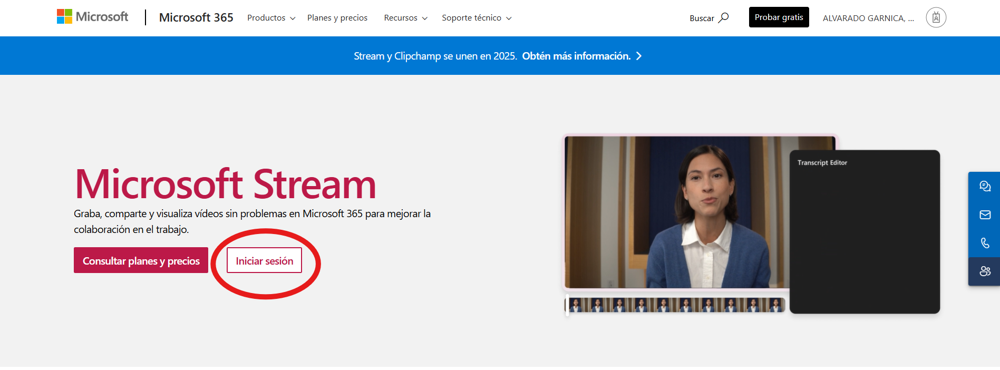 Microsoft
Microsoft 365
Productos
Planes y precios
Recursos
Soporte técnico
Buscar
Probar gratis
ALVARADO GARNICA, ...
Stream y Clipchamp se unen en 2025. Obtén más información.
Microsoft Stream
Graba, comparte y visualiza vídeos sin problemas en Microsoft 365 para mejorar la
colaboración en el trabajo.
Consultar planes y precios
Iniciar sesión
Transcript Editor